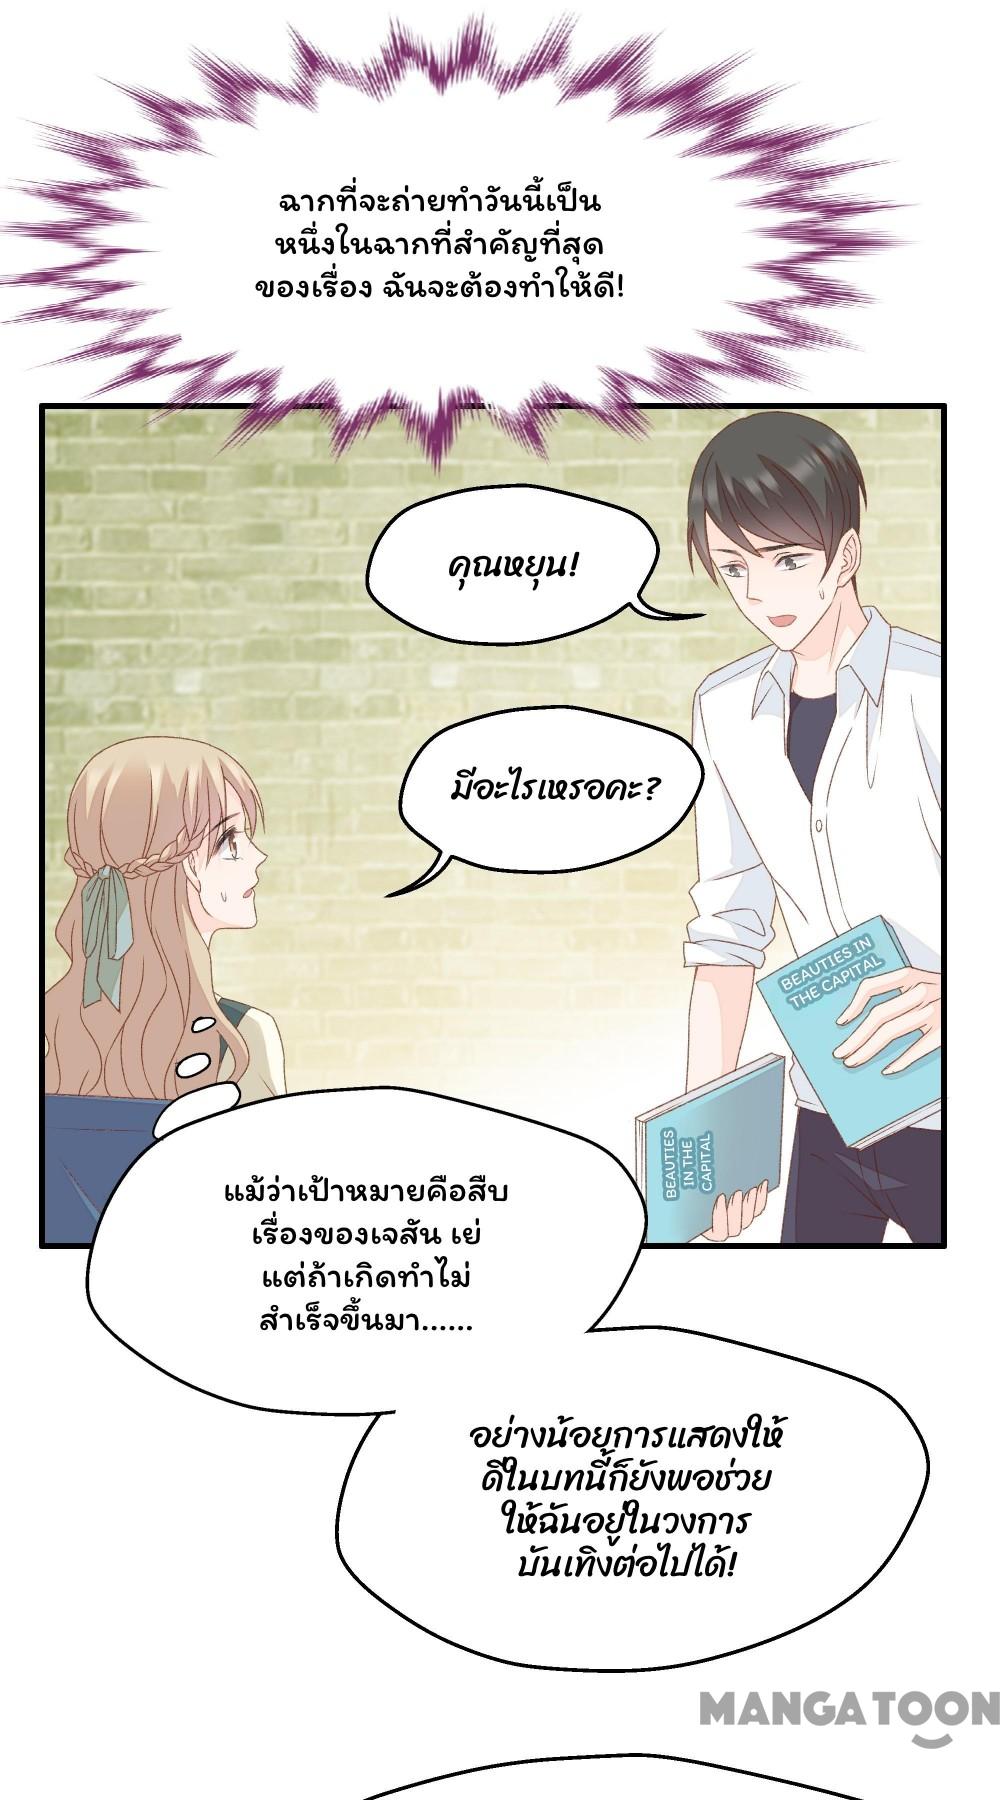 ฉากที่จะถ่ายทำวันนี้เป็น
หนึ่งในฉากที่สำคัญที่สุด
ของเรื่อง ฉันจะต้องทำให้ดี!
คุณหยุน!
มีอะไรเหรอคะ?
BEAUTIES IN
THE CAPITAL
BEAUTIES
IN THE
CAPITAL
แม้ว่าเป้าหมายคือสืบ
เรื่องของเจสัน เย่
แต่ถ้าเกิดทำไม่
สำเร็จขึ้นมา......
อย่างน้อยการแสดงให้
ดีในบทนี้ก็ยังพอช่วย
ให้ฉันอยู่ในวงการ
บันเทิงต่อไปได้!
MANGATOON